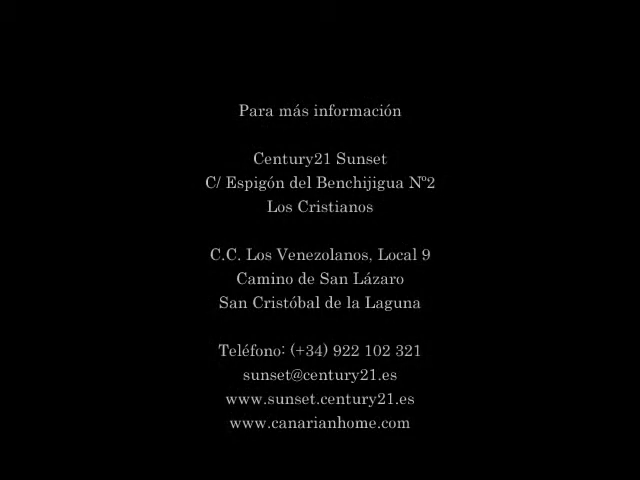 Para más información
Century21 Sunset
C/ Espigón del Benchijigua Nº2
Los Cristianos
C.C. Los Venezolanos, Local 9
Camino de San Lázaro
San Cristóbal de la Laguna
Teléfono: (+34) 922 102 321
sunset@century21.es
www.sunset.century21.es
www.canarianhome.com